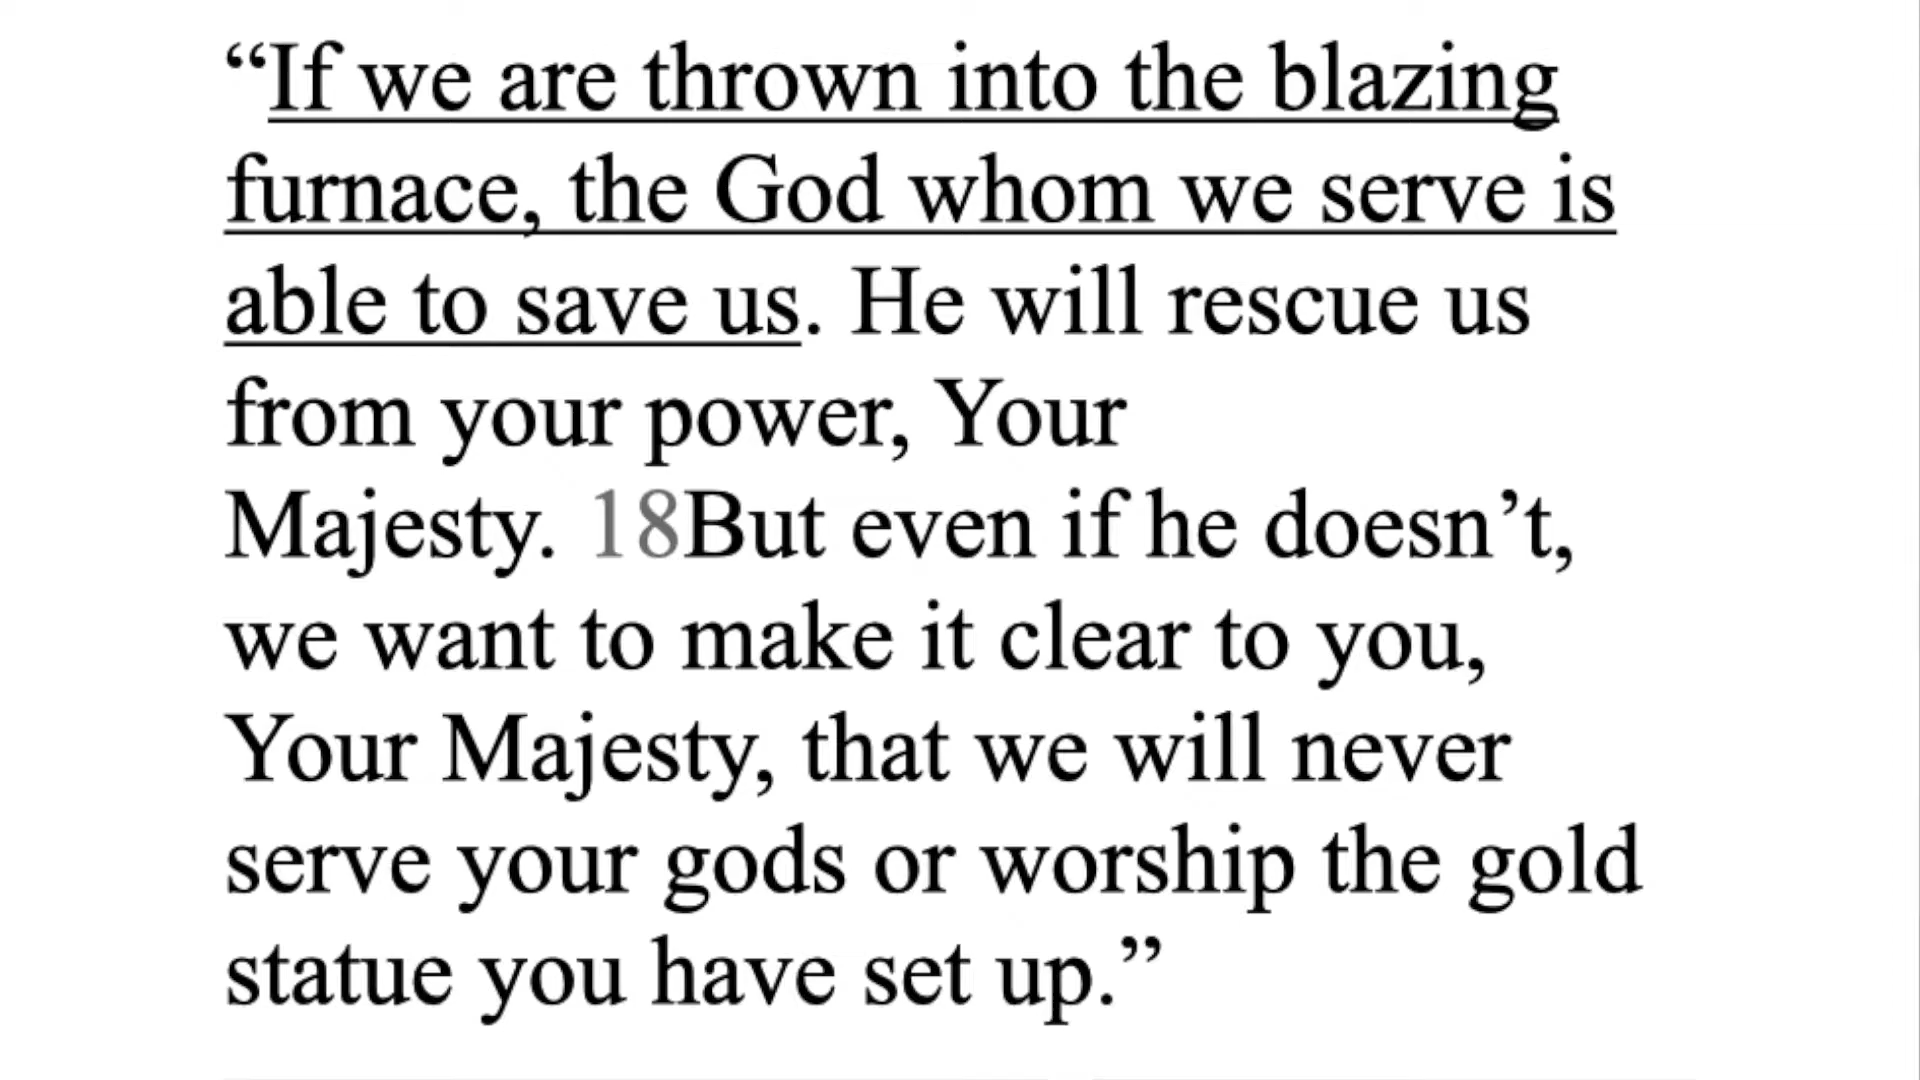 “If we are thrown into the blazing
furnace, the God whom we serve is
able to save us. He will rescue us
from your power, Your
Majesty. 18But even if he doesn’t,
we want to make it clear to you,
Your Majesty, that we will never
serve your gods or worship the gold
statue you have set up.”